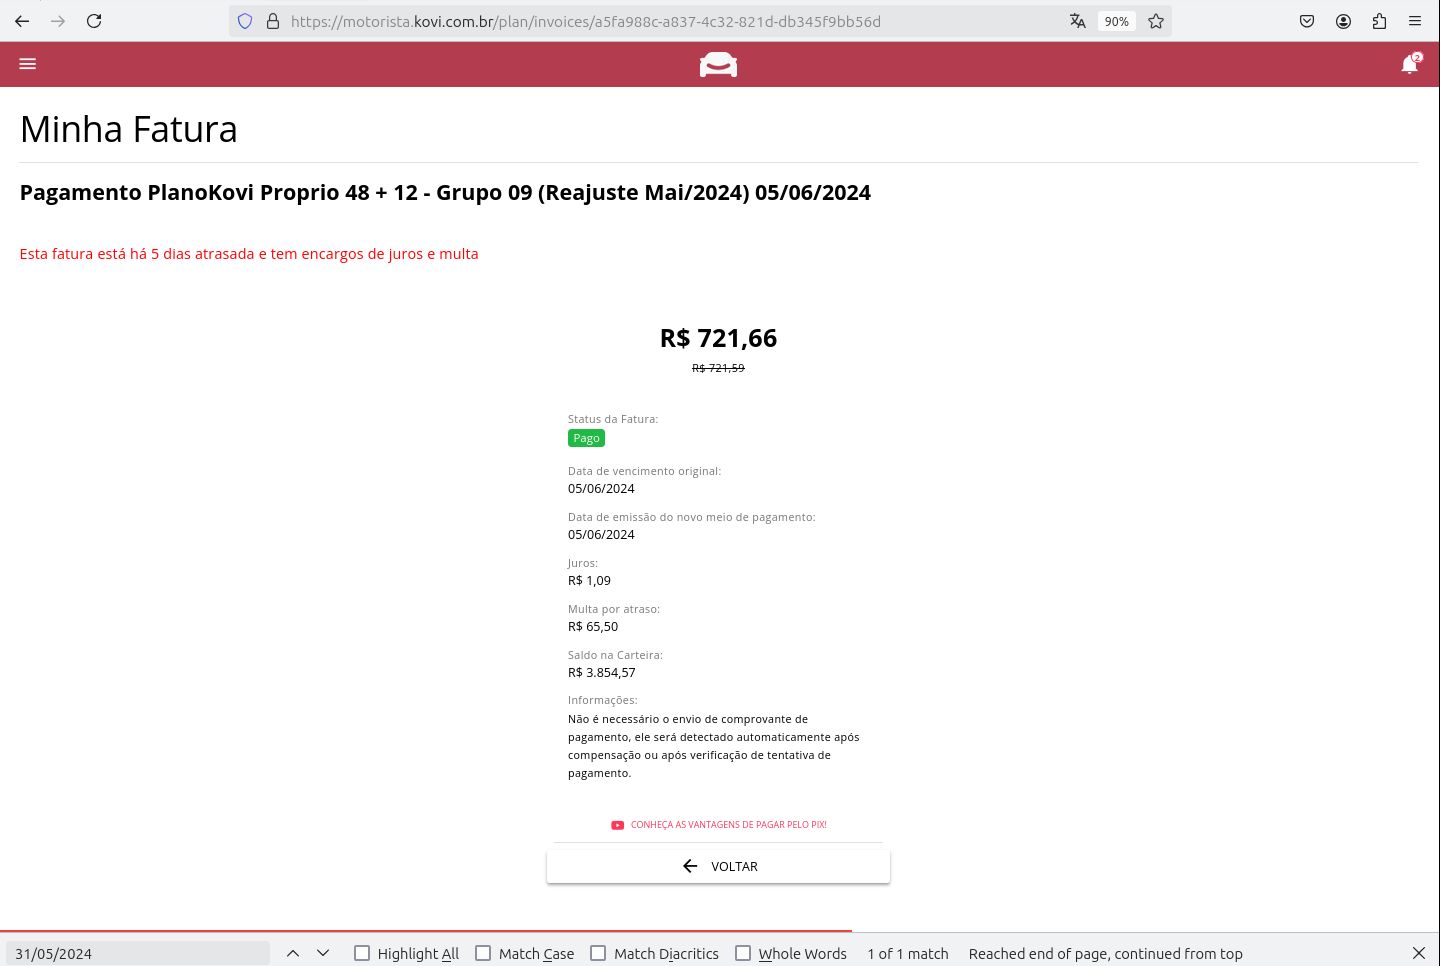 https://motorista.kovi.com.br/plan/invoices/a5fa988c-a837-4c32-821d-db345f9bb56d
90%
2
Minha Fatura
Pagamento PlanoKovi Proprio 48 + 12 - Grupo 09 (Reajuste Mai/2024) 05/06/2024
Esta fatura está há 5 dias atrasada e tem encargos de juros e multa
R$ 721,66
R$ 721,59
Status da Fatura:
Pago
Data de vencimento original:
05/06/2024
Data de emissão do novo meio de pagamento:
05/06/2024
Juros:
R$ 1,09
Multa por atraso:
R$ 65,50
Saldo na Carteira:
R$ 3.854,57
Informações:
Não é necessário o envio de comprovante de
pagamento, ele será detectado automaticamente após
compensação ou após verificação de tentativa de
pagamento.
CONHEÇA AS VANTAGENS DE PAGAR PELO PIX!
VOLTAR
31/05/2024 Highlight All Match Case Match Diacritics Whole Words 1 of 1 match Reached end of page, continued from top